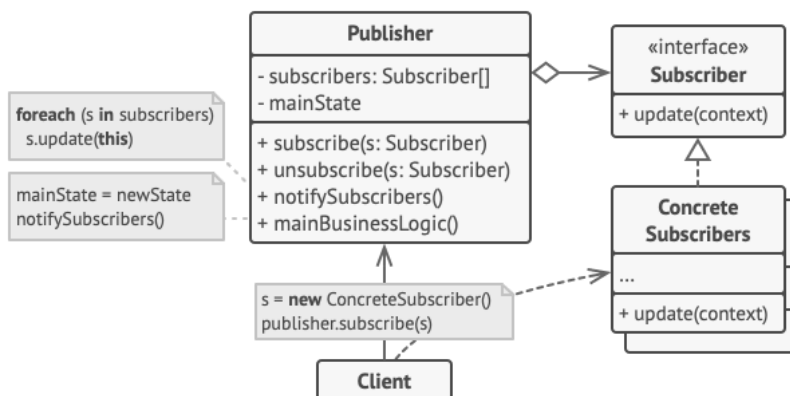 Publisher
- subscribers: Subscriber[]
- mainState
+ subscribe(s: Subscriber)
+ unsubscribe(s: Subscriber)
+ notifySubscribers()
+ mainBusinessLogic()
«interface»
Subscriber
+ update(context)
foreach (s in subscribers)
s.update(this)
mainState = newState
notifySubscribers()
Concrete
Subscribers
...
+ update(context)
s = new ConcreteSubscriber()
publisher.subscribe(s)
Client